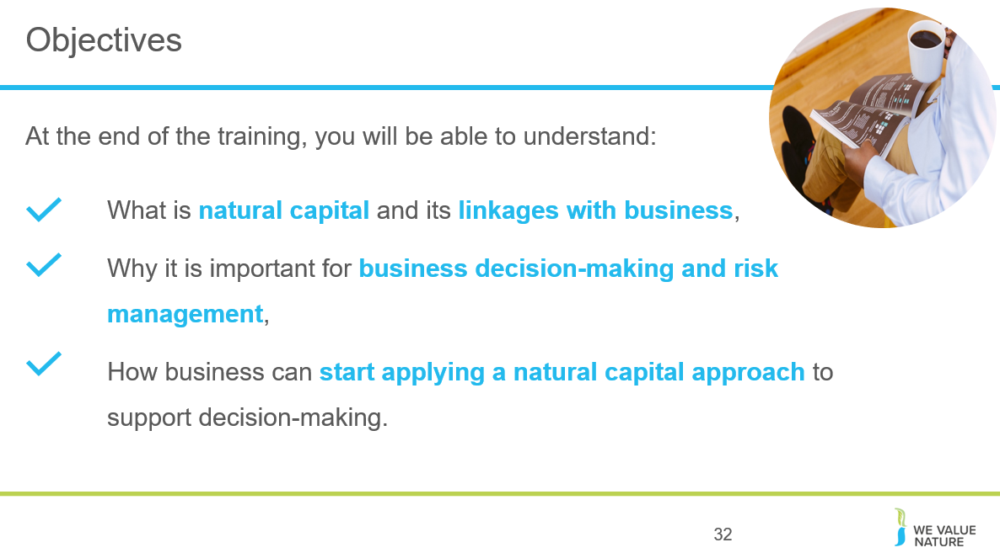 Objectives
At the end of the training, you will be able to understand:
What is natural capital and its linkages with business,
Why it is important for business decision-making and risk
management,
How business can start applying a natural capital approach to
support decision-making.
32
WE VALUE
NATURE